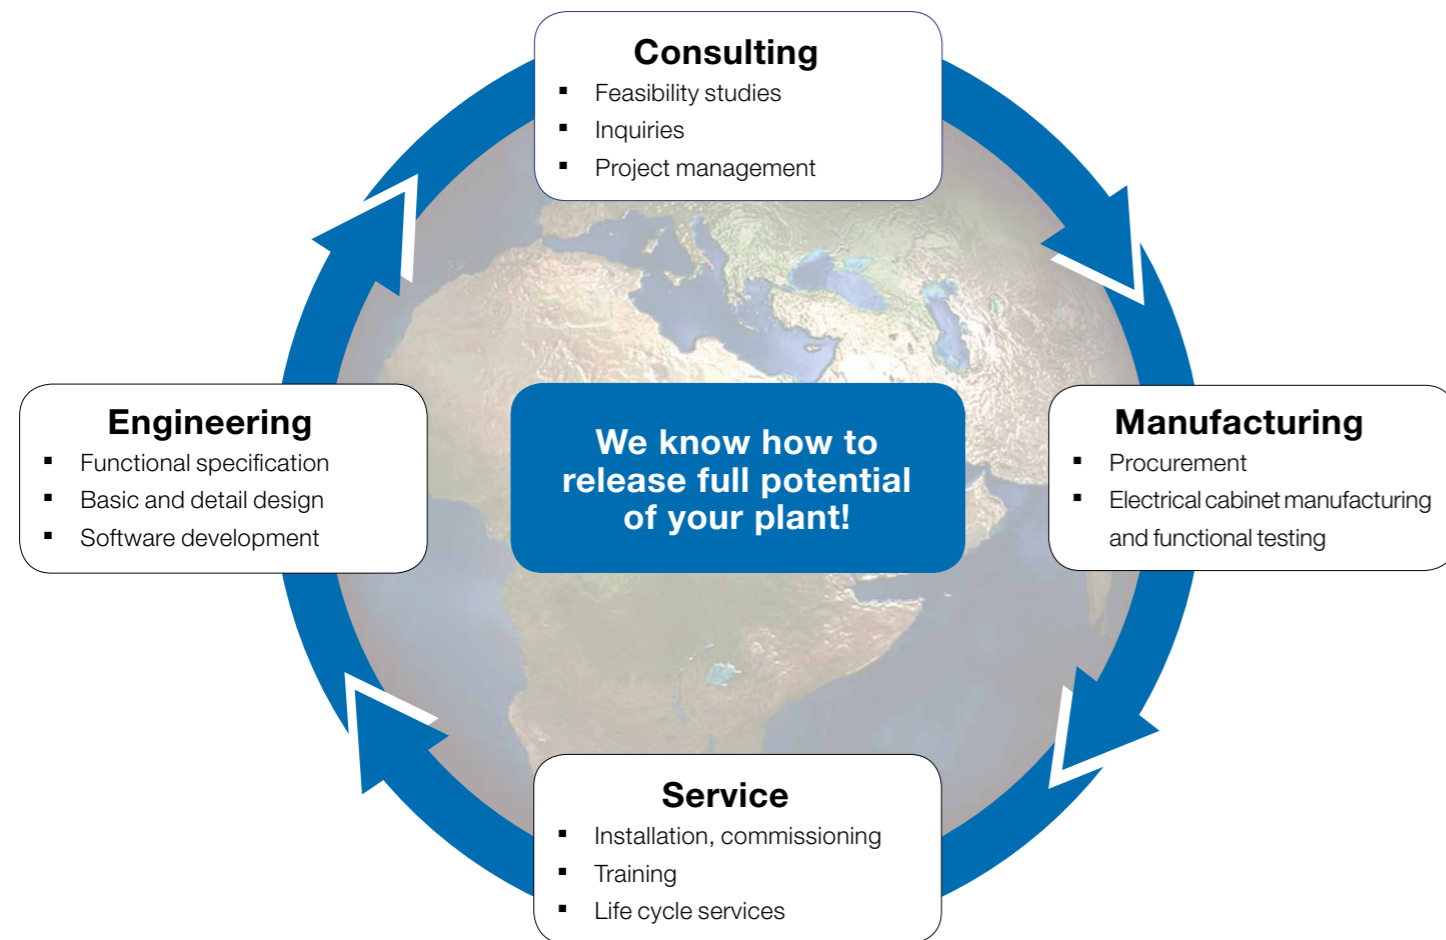 Consulting
▪ Feasibility studies
▪ Inquiries
▪ Project management
Engineering
▪ Functional specification
▪ Basic and detail design
▪ Software development
We know how to
release full potential
of your plant!
Manufacturing
▪ Procurement
▪ Electrical cabinet manufacturing
and functional testing
Service
▪ Installation, commissioning
▪ Training
▪ Life cycle services